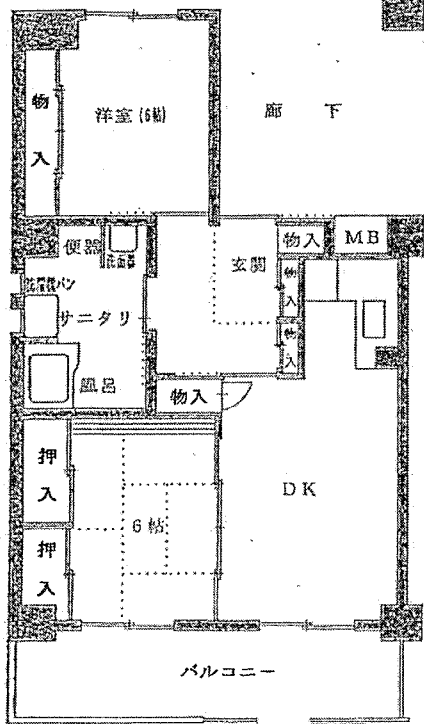 洋室(6帖)
廊 下
物
入
便器
洗面器
物入
MB
玄関
物
入
物
入
洗濯機パン
サニタリ
風呂
物入
押
入
押
入
6帖
DK
バルコニー